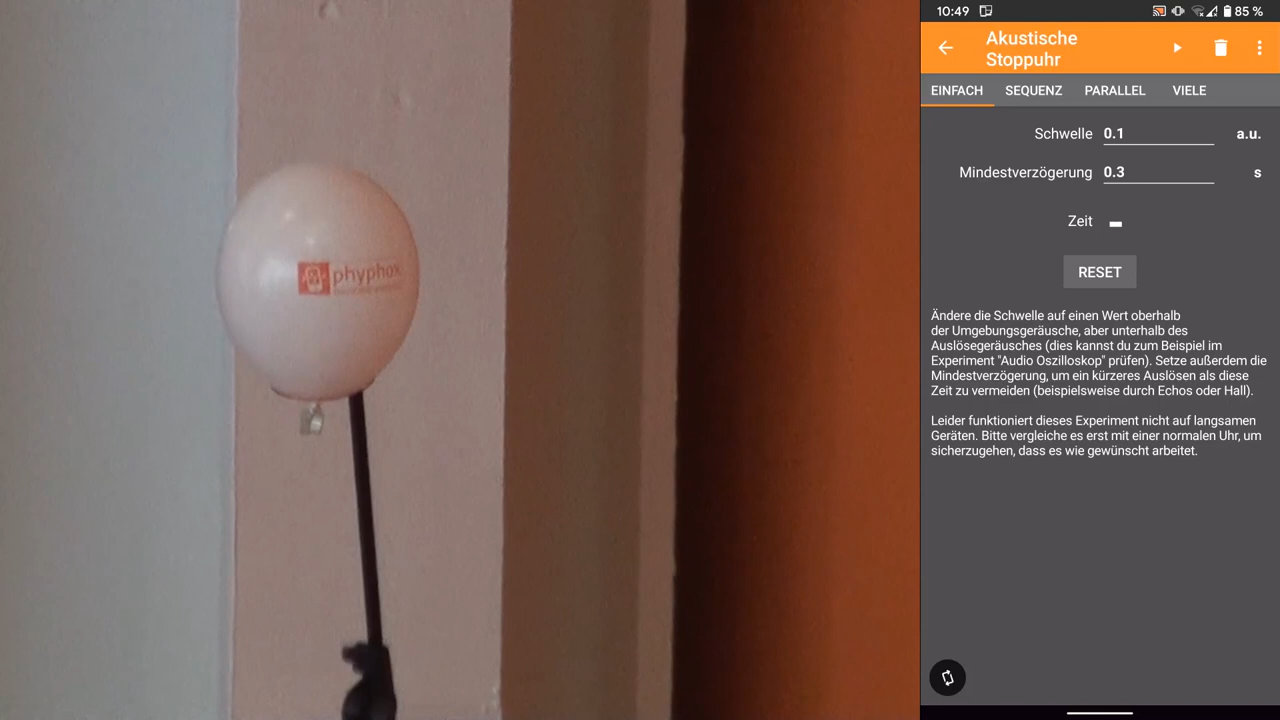 phyphox
10:49
85 %
Akustische
Stoppuhr
EINFACH SEQUENZ PARALLEL VIELE
Schwelle 0.1 a.u.
Mindestverzögerung 0.3 s
Zeit -
RESET
Ändere die Schwelle auf einen Wert oberhalb
der Umgebungsgeräusche, aber unterhalb des
Auslösegeräusches (dies kannst du zum Beispiel im
Experiment "Audio Oszilloskop" prüfen). Setze außerdem die
Mindestverzögerung, um ein kürzeres Auslösen als diese
Zeit zu vermeiden (beispielsweise durch Echos oder Hall).
Leider funktioniert dieses Experiment nicht auf langsamen
Geräten. Bitte vergleiche es erst mit einer normalen Uhr, um
sicherzugehen, dass es wie gewünscht arbeitet.